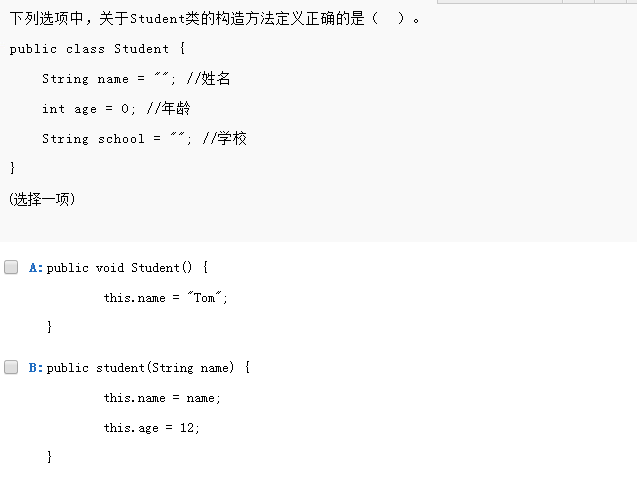 下列选项中，关于Student类的构造方法定义正确的是（  ）。
public class Student {
    String name = ""; //姓名
    int age = 0; //年龄
    String school = ""; //学校
}
(选择一项)
A:public void Student() {
        this.name = "Tom";
}
B:public student(String name) {
        this.name = name;
        this.age = 12;
}